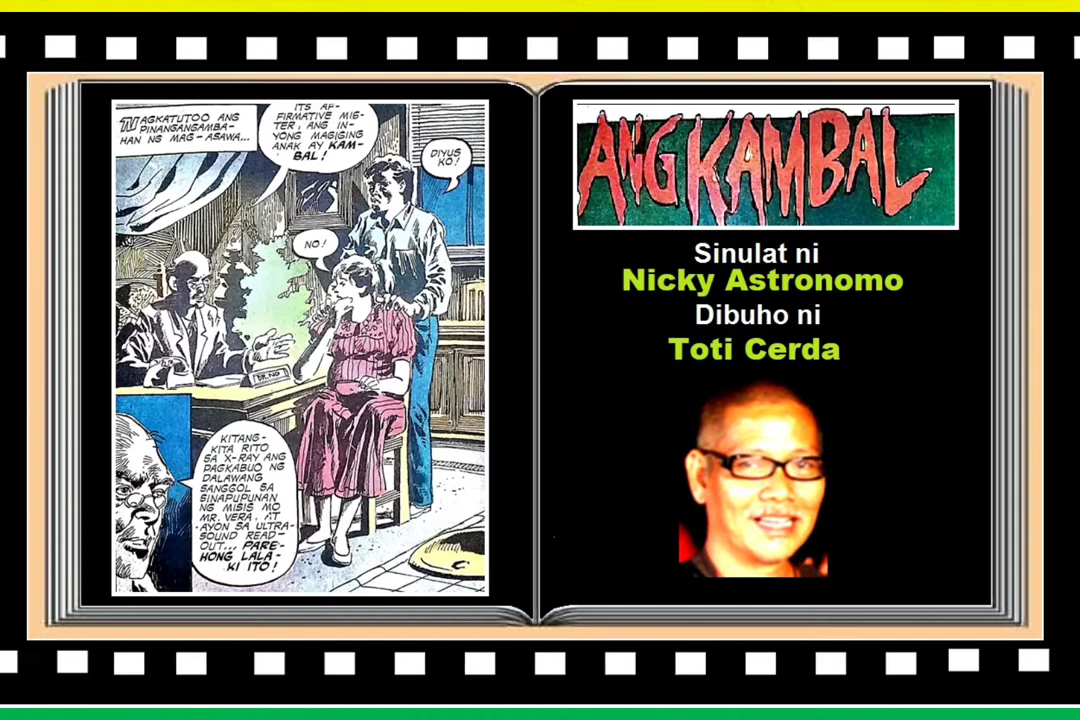 NAGKATUTOO ANG
PINANGANGAMBA-
HAN NG MAG-ASAWA...
ITS AF-
FIRMATIVE MIS-
TER, ANG IN-
YONG MAGIGING
ANAK AY KAM-
BAL!
DIYUS
KO!
NO!
DR. NG
KITANG-
KITA RITO
SA X-RAY ANG
PAGKABUO NG
DALAWANG
SANGGOL SA
SINAPUPUNAN
NG MISIS MO
MR. VERA. AT
AYON SA ULTRA-
SOUND READ-
OUT... PARE-
HONG LALA-
KI ITO!
ANG KAMBAL
Sinulat ni
Nicky Astronomo
Dibuho ni
Toti Cerda